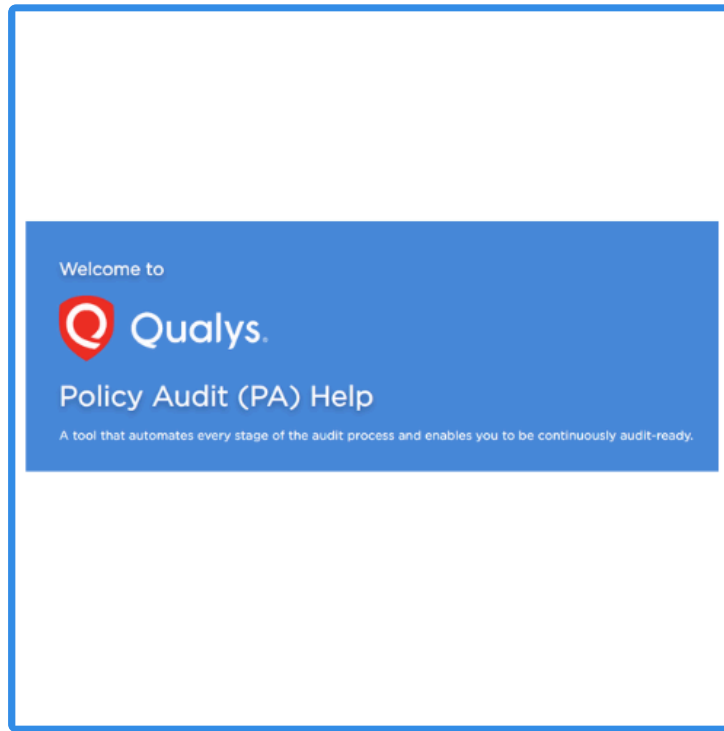 Welcome to
Qualys.
Policy Audit (PA) Help
A tool that automates every stage of the audit process and enables you to be continuously audit-ready.